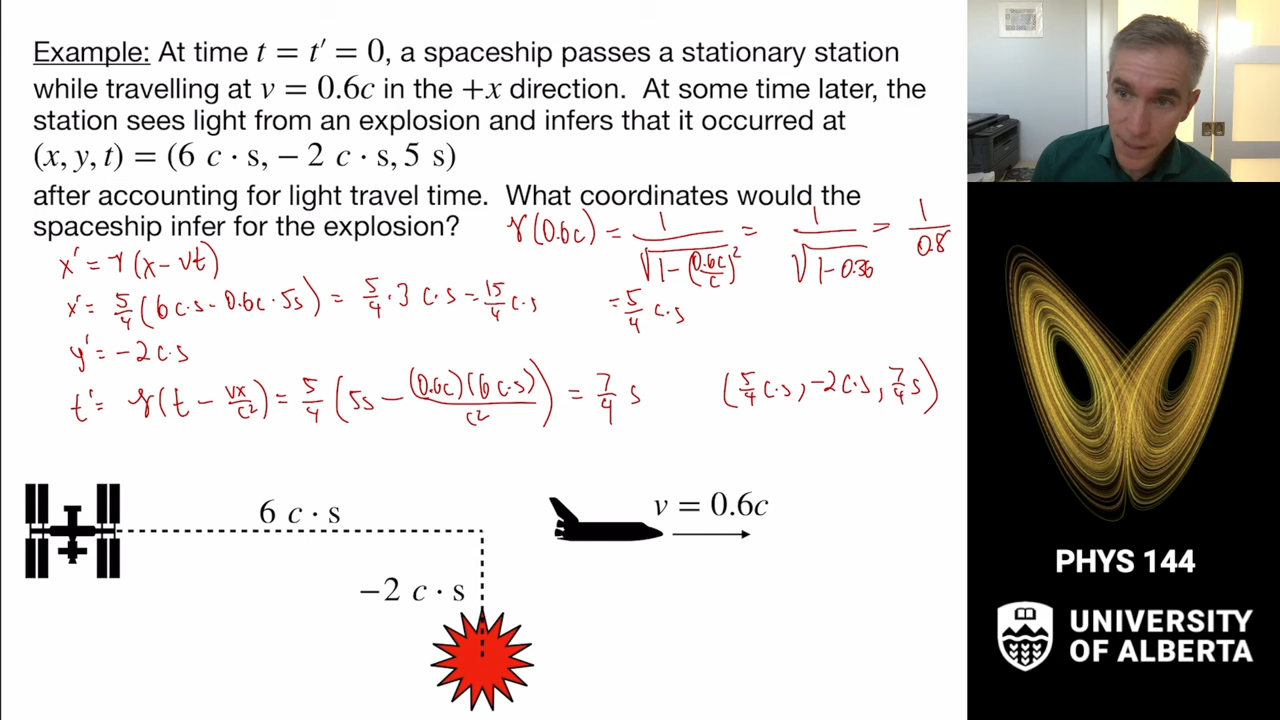 Example: At time t = t′ = 0, a spaceship passes a stationary station
while travelling at v = 0.6c in the +x direction. At some time later, the
station sees light from an explosion and infers that it occurred at
(x, y, t) = (6 c · s, − 2 c · s, 5 s)
after accounting for light travel time. What coordinates would the
spaceship infer for the explosion?
γ(0.6c) = 1/√(1 − (0.6c/c)²) = 1/√(1 − 0.36) = 1/0.8
= 5/4 c·s
x' = γ(x − vt)
x' = 5/4 (6 c·s − 0.6c · 5s) = 5/4 · 3 c·s = 15/4 c·s
y' = −2 c·s
t' = γ(t − vx/c²) = 5/4 (5s − (0.6c)(6 c·s)/c²) = 7/4 s
(5/4 c·s, −2 c·s, 7/4 s)
6 c · s
v = 0.6c
−2 c · s
PHYS 144
UNIVERSITY
OF ALBERTA